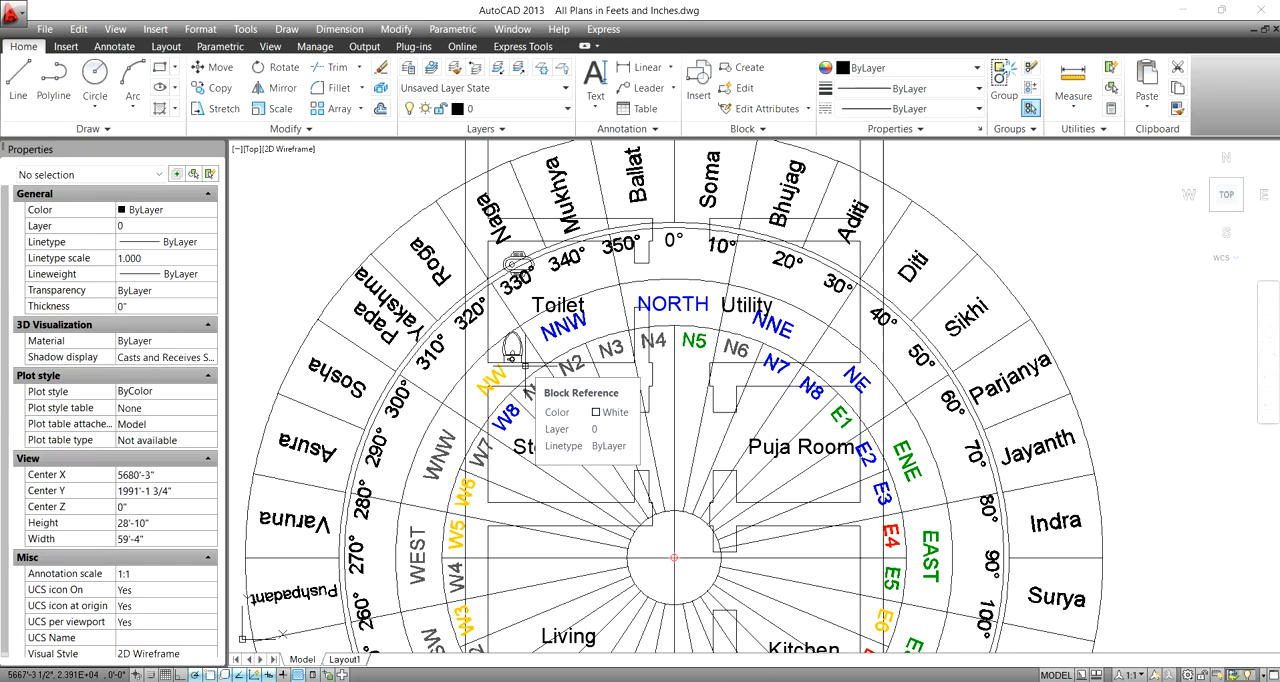 AutoCAD 2013 All Plans in Feets and Inches.dwg
File Edit View Insert Format Tools Draw Dimension Modify Parametric Window Help Express
Home Insert Annotate Layout Parametric View Manage Output Plug-ins Online Express Tools
Line Polyline Circle Arc
Move Rotate Trim
Copy Mirror Fillet
Stretch Scale Array
Unsaved Layer State
0
Text
Linear
Leader
Table
Insert
Create
Edit
Edit Attributes
ByLayer
ByLayer
ByLayer
Group
Measure
Paste
Draw Modify Layers Annotation Block Properties Groups Utilities Clipboard
Properties
No selection
General
Color ByLayer
Layer 0
Linetype ByLayer
Linetype scale 1.000
Lineweight ByLayer
Transparency ByLayer
Thickness 0"
3D Visualization
Material ByLayer
Shadow display Casts and Receives S...
Plot style
Plot style ByColor
Plot style table None
Plot table attache... Model
Plot table type Not available
View
Center X 5680'-3"
Center Y 1991'-1 3/4"
Center Z 0"
Height 28'-10"
Width 59'-4"
Misc
Annotation scale 1:1
UCS icon On Yes
UCS icon at origin Yes
UCS per viewport Yes
UCS Name
Visual Style 2D Wireframe
[−][Top][2D Wireframe]
N
W TOP E
S
WCS
Pushpadant
Varuna
Asura
Sosha
Papa
Yakshma
Roga
Naga
Mukhya
Ballat
Soma
Bhujag
Aditi
Diti
Sikhi
Parjanya
Jayanth
Indra
Surya
260°
270°
280°
290°
300°
310°
320°
330°
340°
350°
0°
10°
20°
30°
40°
50°
60°
70°
80°
90°
100°
WEST
WNW
NW
NNW
NORTH
NNE
NE
ENE
EAST
W3
W4
W5
W6
W7
W8
N2
N3
N4
N5
N6
N7
N8
E1
E2
E3
E4
E5
E6
Toilet
Utility
Puja Room
Living
Kitchen
Block Reference
Color White
Layer 0
Linetype ByLayer
Model Layout1
5667'-3 1/2", 2.391E+04 , 0'-0"
MODEL
1:1